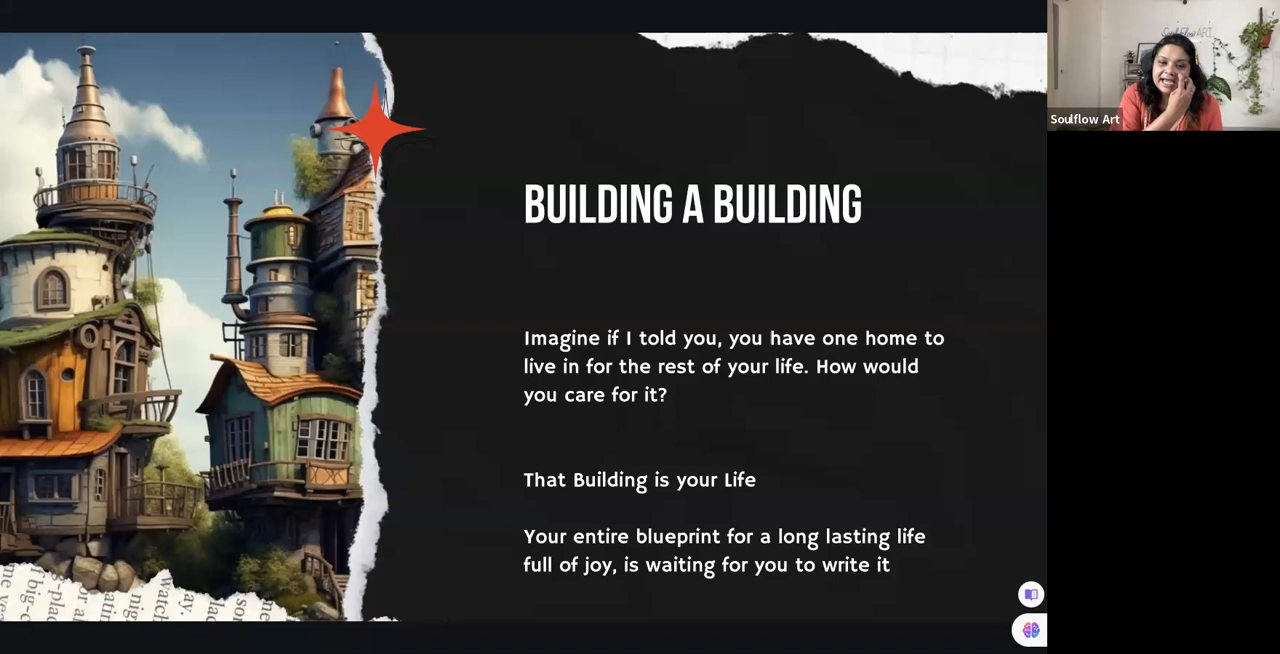 BUILDING A BUILDING
Imagine if I told you, you have one home to
live in for the rest of your life. How would
you care for it?
That Building is your Life
Your entire blueprint for a long lasting life
full of joy, is waiting for you to write it
Soulflow Art